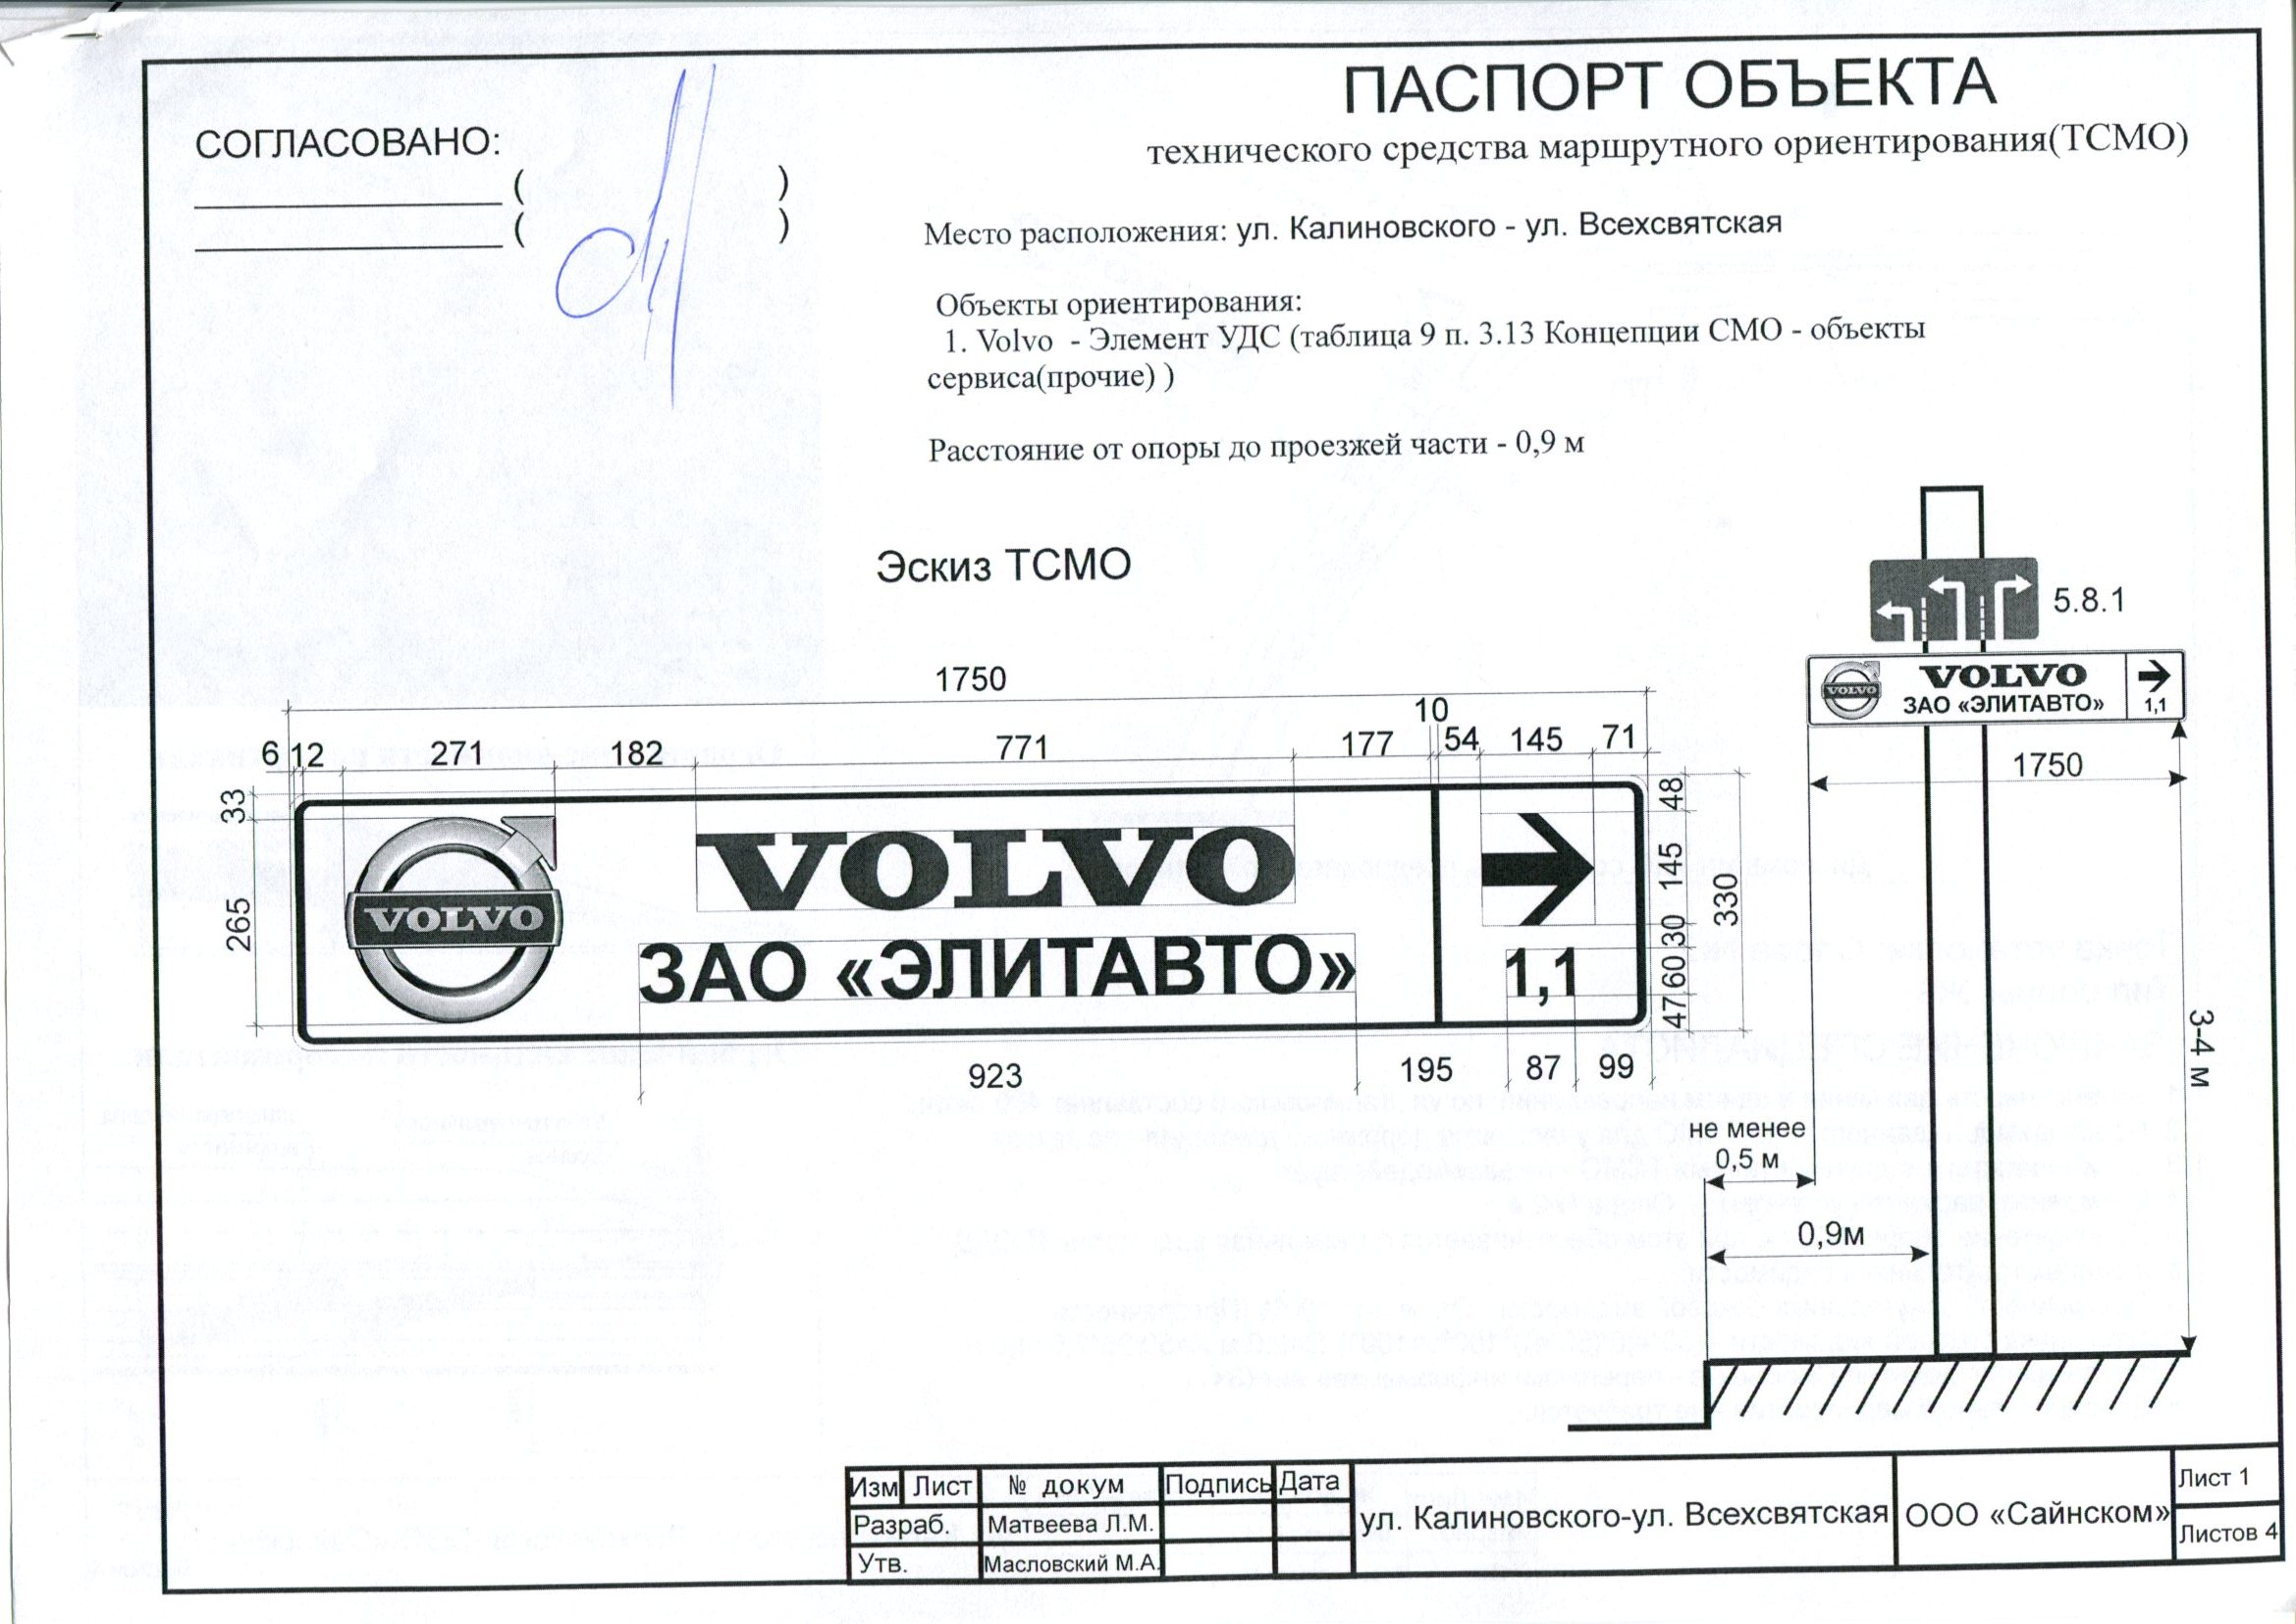 ПАСПОРТ ОБЪЕКТА
технического средства маршрутного ориентирования(ТСМО)
СОГЛАСОВАНО:
( )
( )
Место расположения: ул. Калиновского - ул. Всехсвятская
Объекты ориентирования:
1. Volvo - Элемент УДС (таблица 9 п. 3.13 Концепции СМО - объекты
сервиса(прочие) )
Расстояние от опоры до проезжей части - 0,9 м
Эскиз ТСМО
5.8.1
VOLVO
VOLVO
ЗАО «ЭЛИТАВТО»
1,1
1750
1750
10
6 12 271 182 771 177 54 145 71
33
265
VOLVO
VOLVO
ЗАО «ЭЛИТАВТО»
1,1
48
145
30
60
47
330
923 195 87 99
3-4 м
не менее
0,5 м
0,9м
Изм Лист № докум Подпись Дата
Разраб. Матвеева Л.М.
Утв. Масловский М.А.
ул. Калиновского-ул. Всехсвятская
ООО «Сайнском»
Лист 1
Листов 4